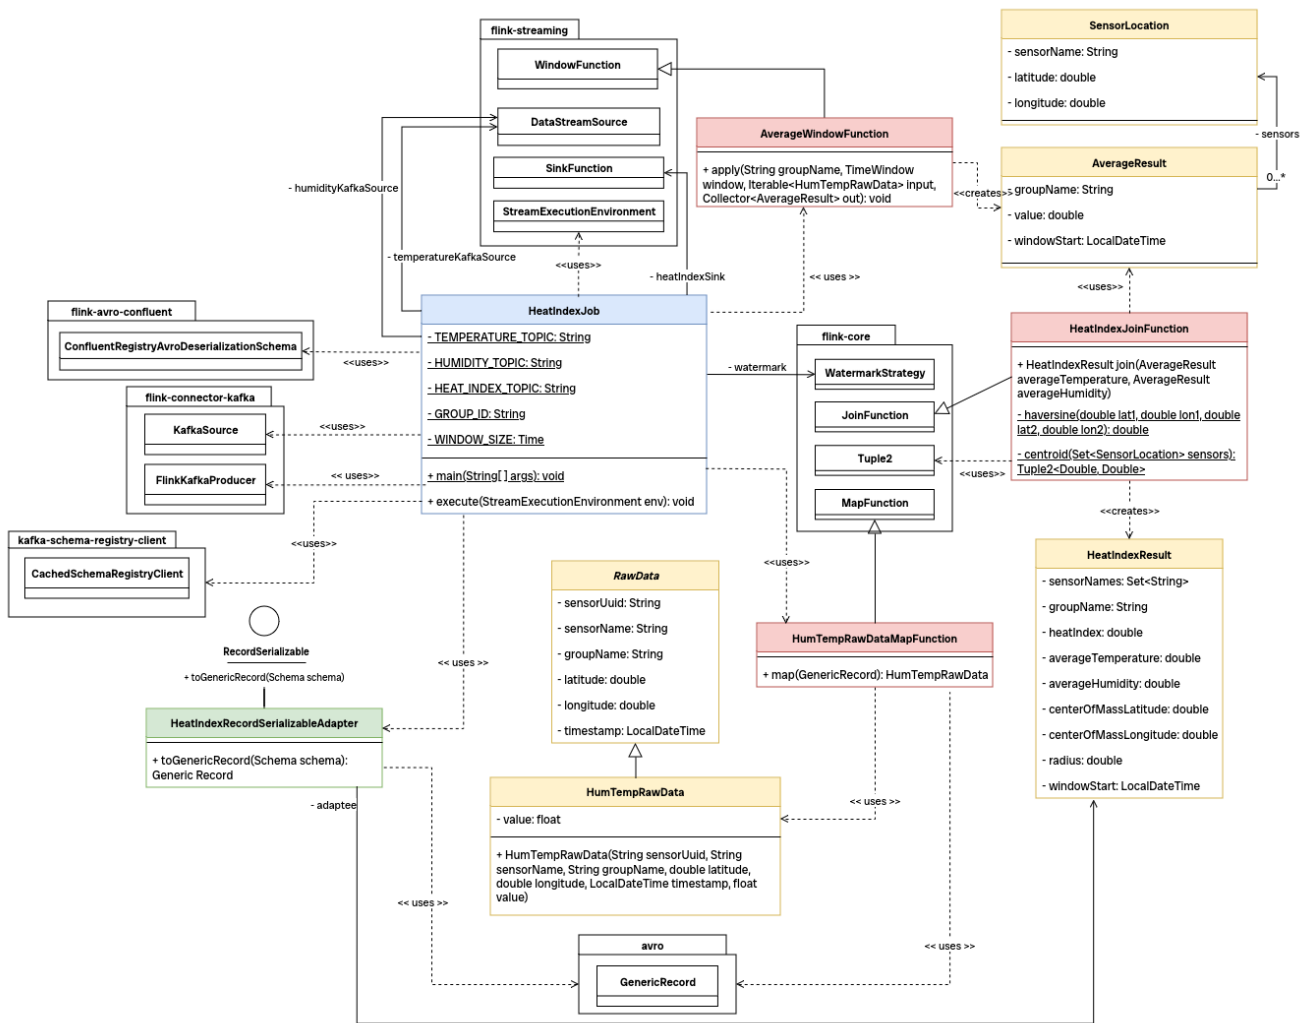 flink-streaming
WindowFunction
DataStreamSource
SinkFunction
StreamExecutionEnvironment
SensorLocation
- sensorName: String
- latitude: double
- longitude: double
- sensors
0...*
AverageWindowFunction
+ apply(String groupName, TimeWindow
window, Iterable<HumTempRawData> input,
Collector<AverageResult> out): void
<<creates>>
AverageResult
groupName: String
- value: double
- windowStart: LocalDateTime
- humidityKafkaSource
- temperatureKafkaSource
<<uses>>
- heatIndexSink
<< uses >>
<<uses>>
flink-avro-confluent
ConfluentRegistryAvroDeserializationSchema
<<uses>>
HeatIndexJob
- TEMPERATURE_TOPIC: String
- HUMIDITY_TOPIC: String
- HEAT_INDEX_TOPIC: String
- GROUP_ID: String
- WINDOW_SIZE: Time
+ main(String[] args): void
+ execute(StreamExecutionEnvironment env): void
- watermark
flink-core
WatermarkStrategy
JoinFunction
Tuple2
MapFunction
HeatIndexJoinFunction
+ HeatIndexResult join(AverageResult
averageTemperature, AverageResult
averageHumidity)
- haversine(double lat1, double lon1, double
lat2, double lon2): double
- centroid(Set<SensorLocation> sensors):
Tuple2<Double, Double>
<<uses>>
<<creates>>
flink-connector-kafka
KafkaSource
FlinkKafkaProducer
<<uses>>
<< uses>>
kafka-schema-registry-client
CachedSchemaRegistryClient
<<uses>>
<<uses>>
RawData
- sensorUuid: String
- sensorName: String
- groupName: String
- latitude: double
- longitude: double
- timestamp: LocalDateTime
HumTempRawDataMapFunction
+ map(GenericRecord): HumTempRawData
HeatIndexResult
- sensorNames: Set<String>
- groupName: String
- heatIndex: double
- averageTemperature: double
- averageHumidity: double
- centerOfMassLatitude: double
- centerOfMassLongitude: double
- radius: double
- windowStart: LocalDateTime
RecordSerializable
+ toGenericRecord(Schema schema)
<< uses >>
HeatIndexRecordSerializableAdapter
+ toGenericRecord(Schema schema):
Generic Record
- adaptee
HumTempRawData
- value: float
+ HumTempRawData(String sensorUuid, String
sensorName, String groupName, double latitude,
double longitude, LocalDateTime timestamp, float
value)
<< uses >>
<< uses >>
<< uses >>
avro
GenericRecord